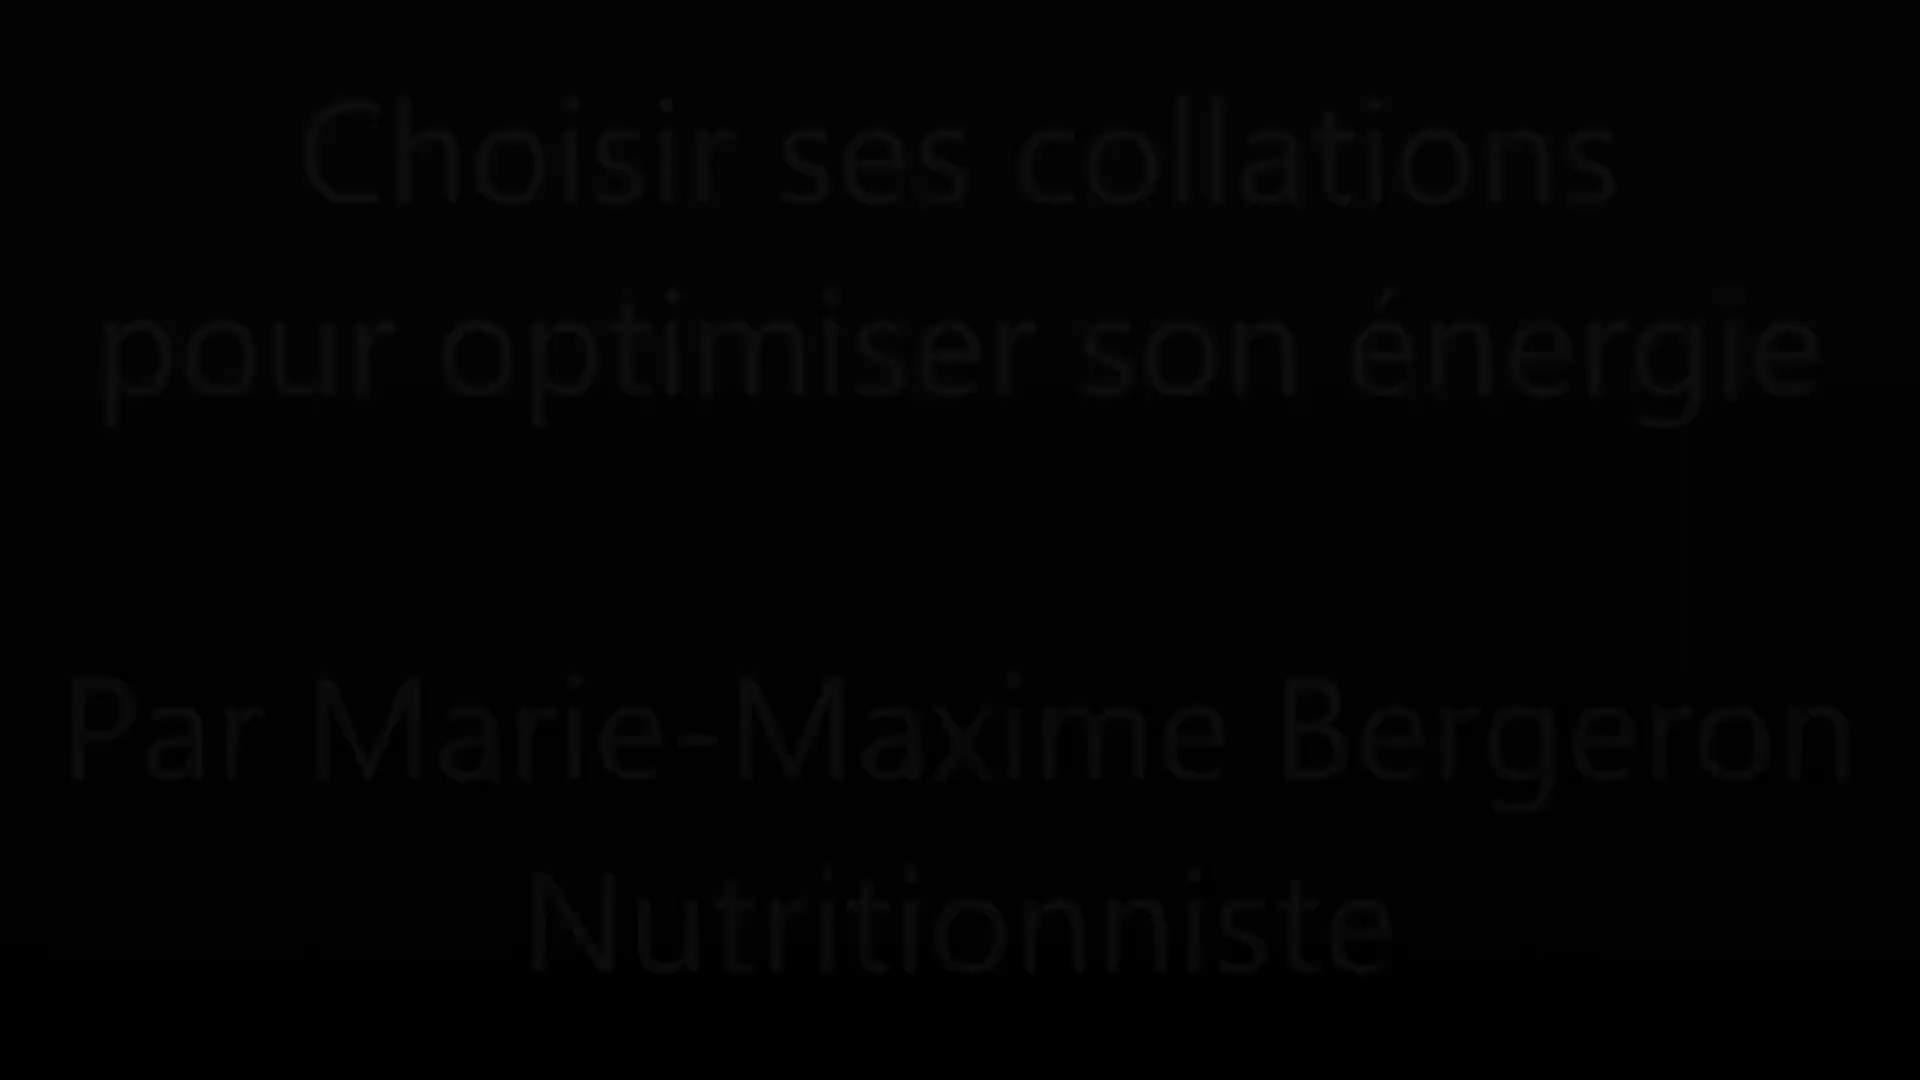 Choisir ses collations
pour optimiser son énergie
Par Marie-Maxime Bergeron
Nutritionniste